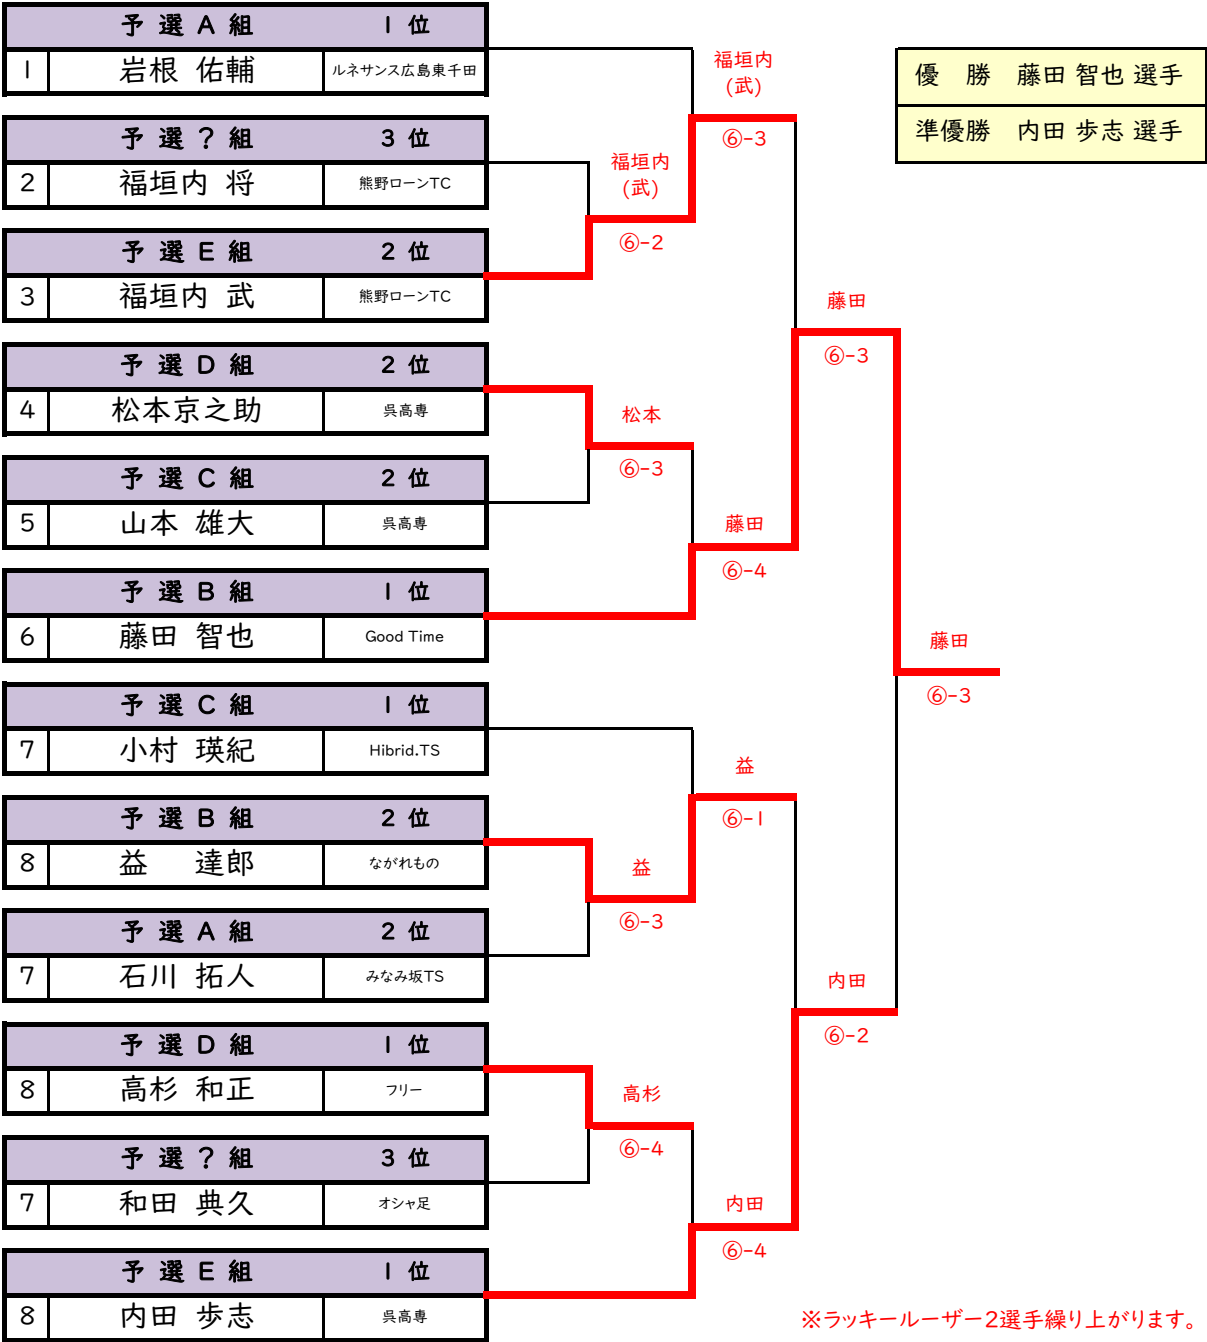 予 選 A 組 1 位
1 岩根 佑輔 ルネサンス広島東千田
予 選 ? 組 3 位
2 福垣内 将 熊野ローンTC
予 選 E 組 2 位
3 福垣内 武 熊野ローンTC
予 選 D 組 2 位
4 松本京之助 呉高専
予 選 C 組 2 位
5 山本 雄大 呉高専
予 選 B 組 1 位
6 藤田 智也 Good Time
予 選 C 組 1 位
7 小村 瑛紀 Hibrid.TS
予 選 B 組 2 位
8 益 達郎 ながれもの
予 選 A 組 2 位
7 石川 拓人 みなみ坂TS
予 選 D 組 1 位
8 高杉 和正 フリー
予 選 ? 組 3 位
7 和田 典久 オシャ足
予 選 E 組 1 位
8 内田 歩志 呉高専
福垣内
(武)
⑥-2
松本
⑥-3
益
⑥-3
高杉
⑥-4
福垣内
(武)
⑥-3
藤田
⑥-4
益
⑥-1
内田
⑥-4
藤田
⑥-3
内田
⑥-2
藤田
⑥-3
優 勝 藤田 智也 選手
準優勝 内田 歩志 選手
※ラッキールーザー2選手繰り上がります。